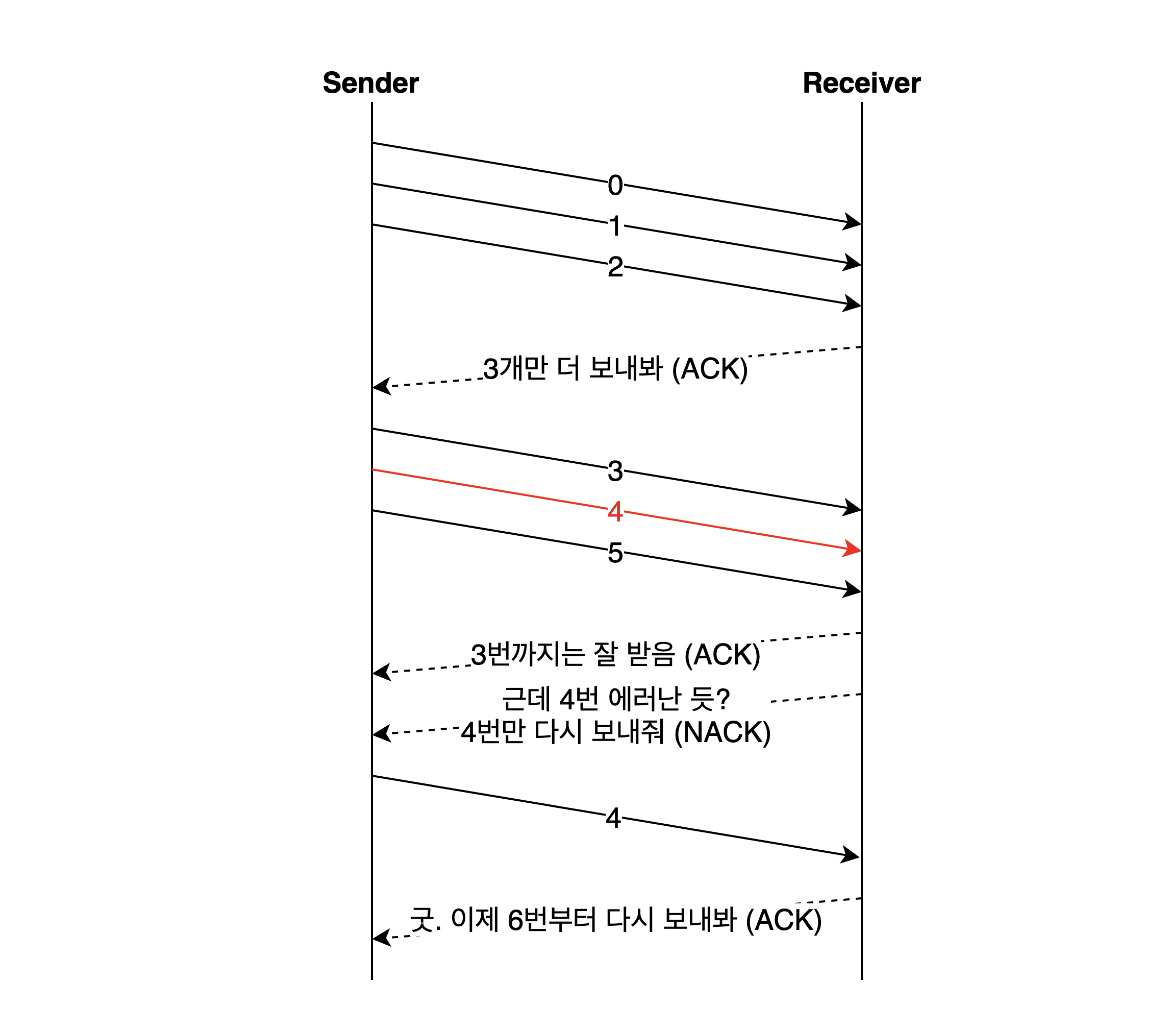 Sender
Receiver
0
1
2
3개만 더 보내봐 (ACK)
3
4
5
3번까지는 잘 받음 (ACK)
근데 4번 에러난 듯?
4번만 다시 보내줘 (NACK)
4
굿. 이제 6번부터 다시 보내봐 (ACK)